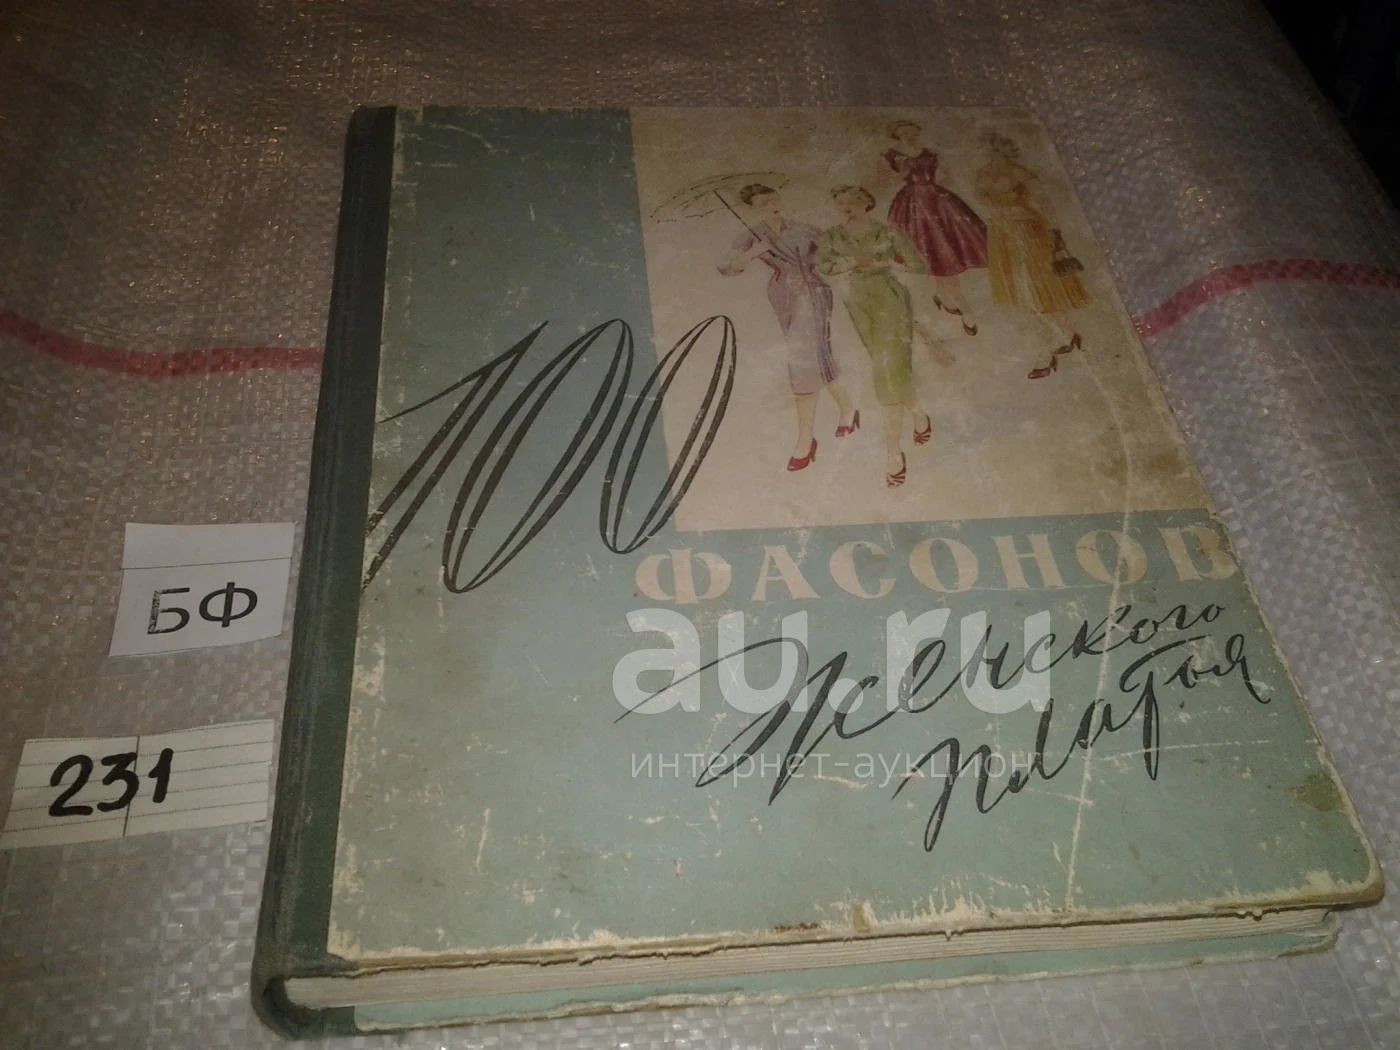 100
ФАСОНОВ
женского
платья
БФ
231
au.ru
интернет-аукцион